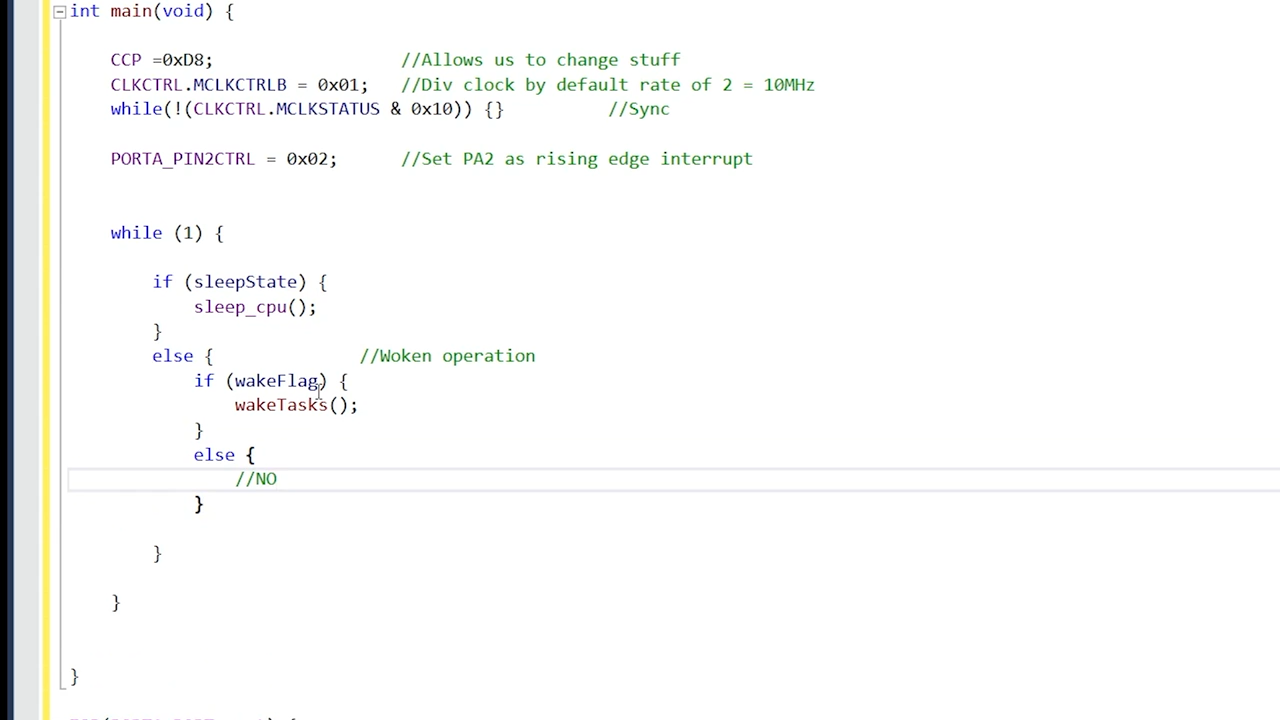 int main(void) {
CCP =0xD8; //Allows us to change stuff
CLKCTRL.MCLKCTRLB = 0x01; //Div clock by default rate of 2 = 10MHz
while(!(CLKCTRL.MCLKSTATUS & 0x10)) {} //Sync
PORTA_PIN2CTRL = 0x02; //Set PA2 as rising edge interrupt
while (1) {
if (sleepState) {
sleep_cpu();
}
else { //Woken operation
if (wakeFlag) {
wakeTasks();
}
else {
//NO
}
}
}
}